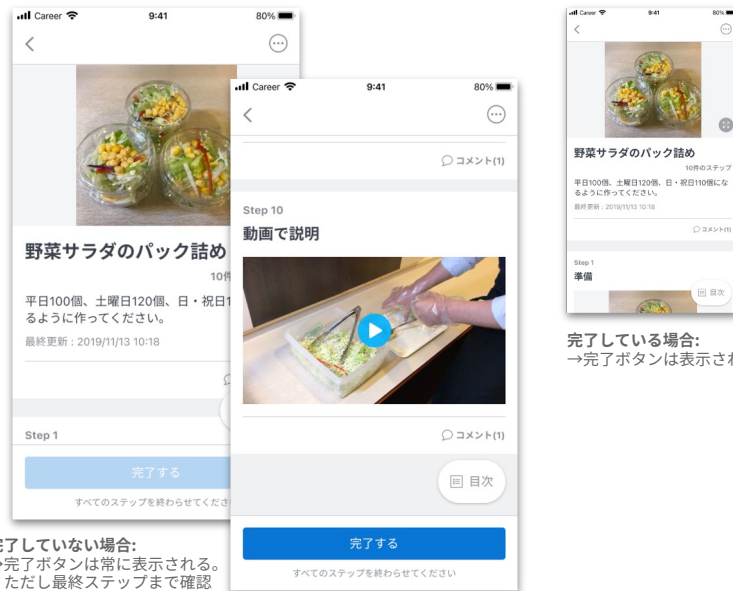 Career 9:41 80%
野菜サラダのパック詰め
10件
平日100個、土曜日120個、日・祝日1
るように作ってください。
最終更新:2019/11/13 10:18
Step 1
完了する
すべてのステップを終わらせてくださ
完了していない場合:
→完了ボタンは常に表示される。
ただし最終ステップまで確認
Career 9:41 80%
コメント(1)
Step 10
動画で説明
コメント(1)
目次
完了する
すべてのステップを終わらせてください
Career 9:41 80%
野菜サラダのパック詰め
10件のステップ
平日100個、土曜日120個、日・祝日110個にな
るように作ってください。
最終更新:2019/11/13 10:18
コメント(1)
Step 1
準備
目次
完了している場合:
→完了ボタンは表示さ